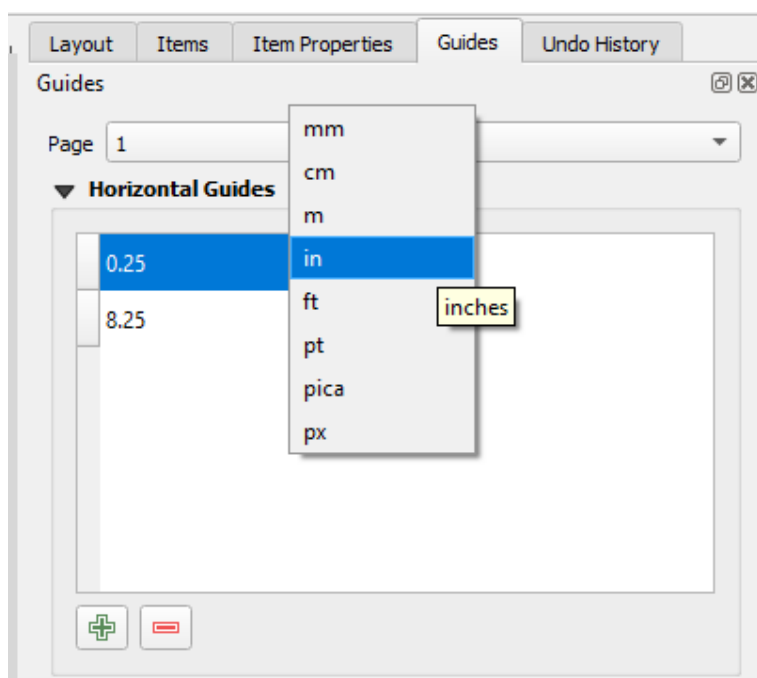 Layout Items Item Properties Guides Undo History
Guides
Page 1
Horizontal Guides
0.25
8.25
mm
cm
m
in
ft
pt
pica
px
inches